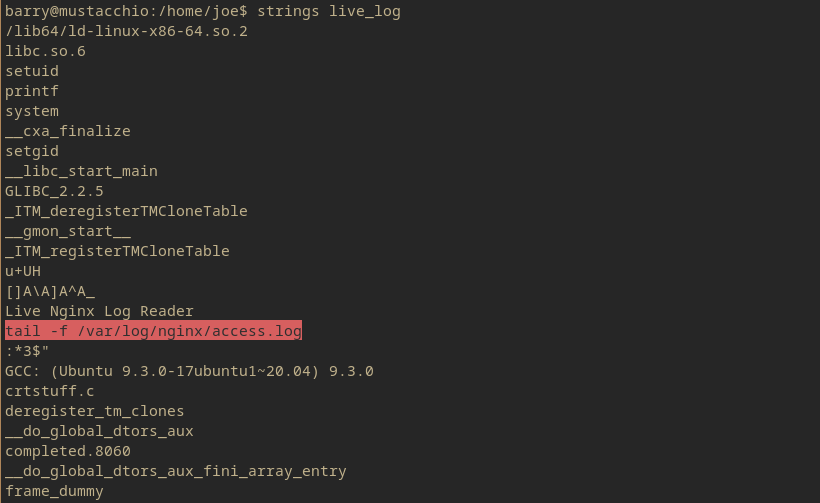 barry@mustacchio:/home/joe$ strings live_log
/lib64/ld-linux-x86-64.so.2
libc.so.6
setuid
printf
system
__cxa_finalize
setgid
__libc_start_main
GLIBC_2.2.5
_ITM_deregisterTMCloneTable
__gmon_start__
_ITM_registerTMCloneTable
u+UH
[]A\A]A^A_
Live Nginx Log Reader
tail -f /var/log/nginx/access.log
:*3$"
GCC: (Ubuntu 9.3.0-17ubuntu1~20.04) 9.3.0
crtstuff.c
deregister_tm_clones
__do_global_dtors_aux
completed.8060
__do_global_dtors_aux_fini_array_entry
frame_dummy